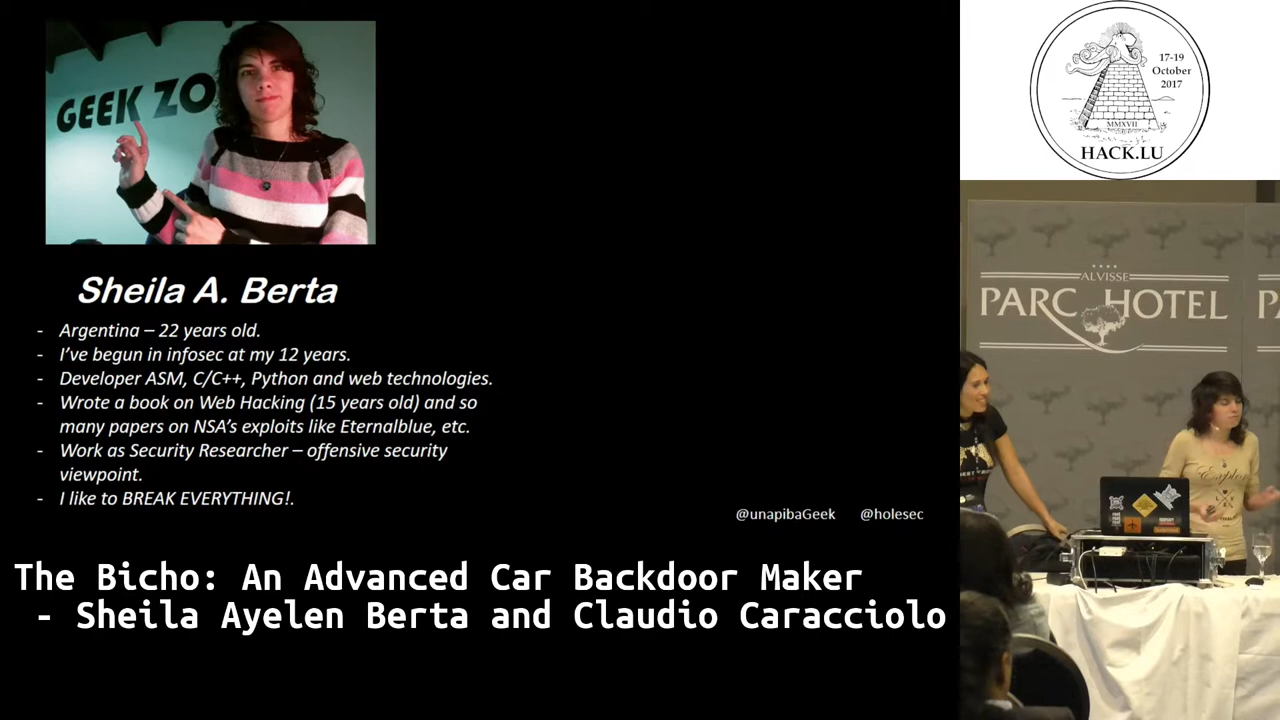 GEEK ZO
Sheila A. Berta
- Argentina – 22 years old.
- I've begun in infosec at my 12 years.
- Developer ASM, C/C++, Python and web technologies.
- Wrote a book on Web Hacking (15 years old) and so
many papers on NSA's exploits like Eternalblue, etc.
- Work as Security Researcher – offensive security
viewpoint.
- I like to BREAK EVERYTHING!.
@unapibaGeek @holesec
The Bicho: An Advanced Car Backdoor Maker
- Sheila Ayelen Berta and Claudio Caracciolo
17-19
October
2017
MMXVII
HACK.LU
ALVISSE
PARC HOTEL
P
Explor